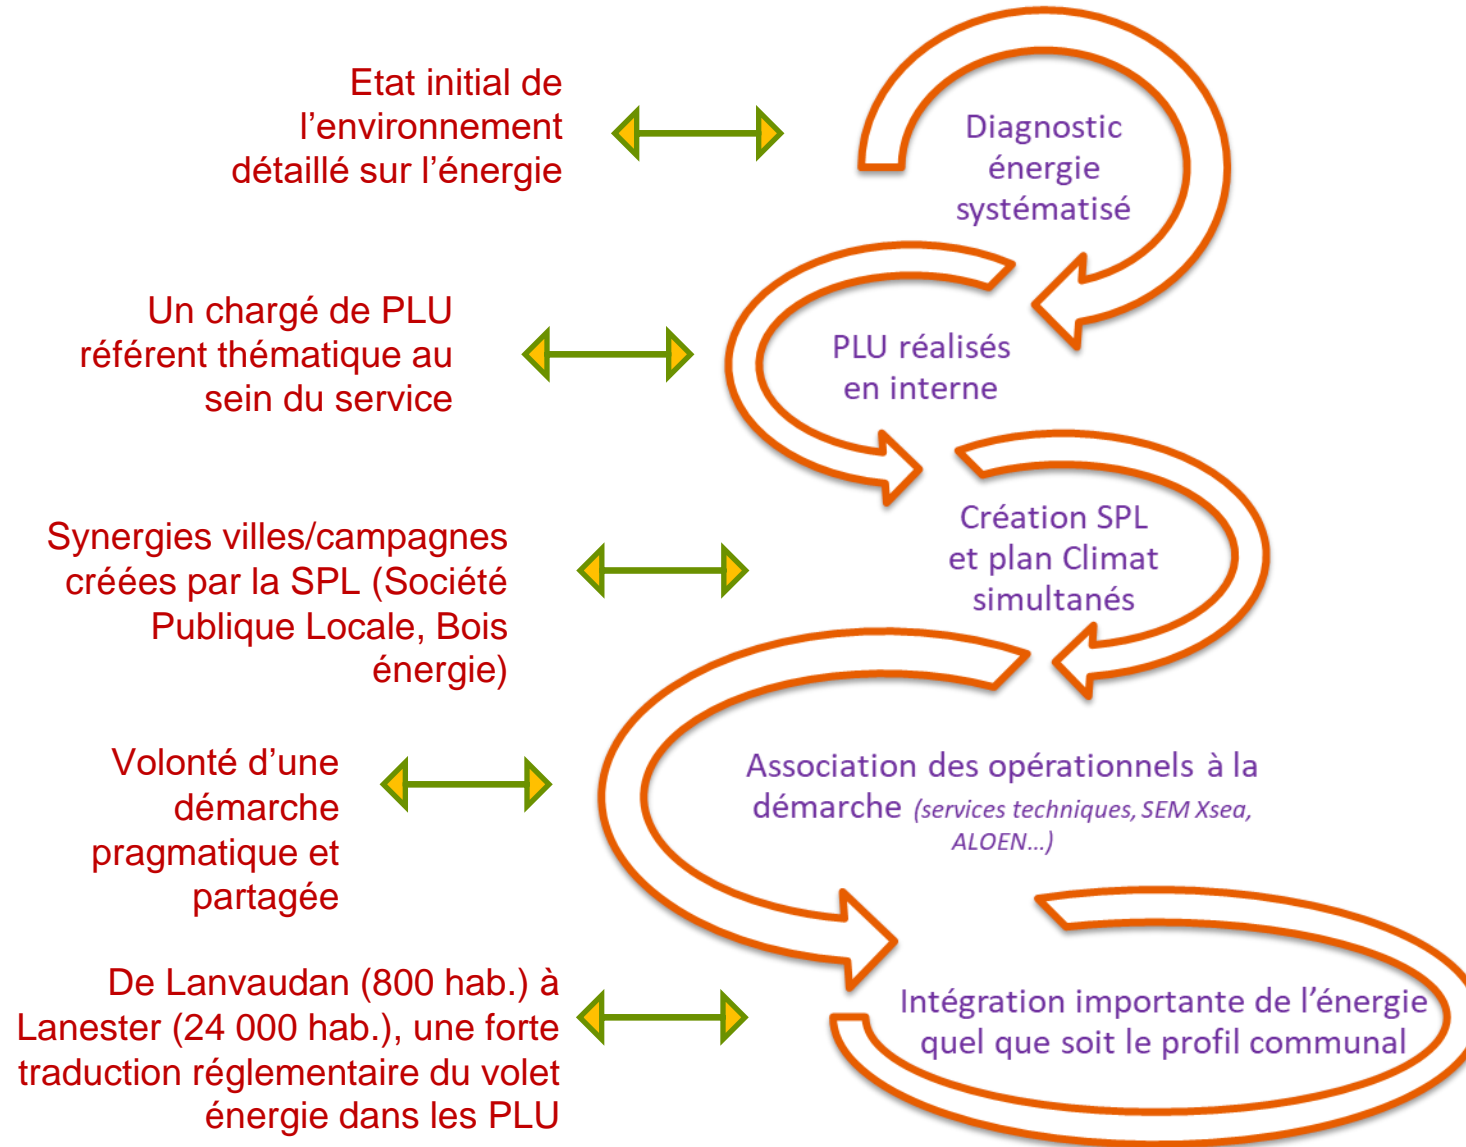 Etat initial de
l’environnement
détaillé sur l’énergie
Diagnostic
énergie
systématisé
Un chargé de PLU
référent thématique au
sein du service
PLU réalisés
en interne
Synergies villes/campagnes
créées par la SPL (Société
Publique Locale, Bois
énergie)
Création SPL
et plan Climat
simultanés
Volonté d’une
démarche
pragmatique et
partagée
Association des opérationnels à la
démarche (services techniques, SEM Xsea,
ALOEN...)
De Lanvaudan (800 hab.) à
Lanester (24 000 hab.), une forte
traduction réglementaire du volet
énergie dans les PLU
Intégration importante de l’énergie
quel que soit le profil communal